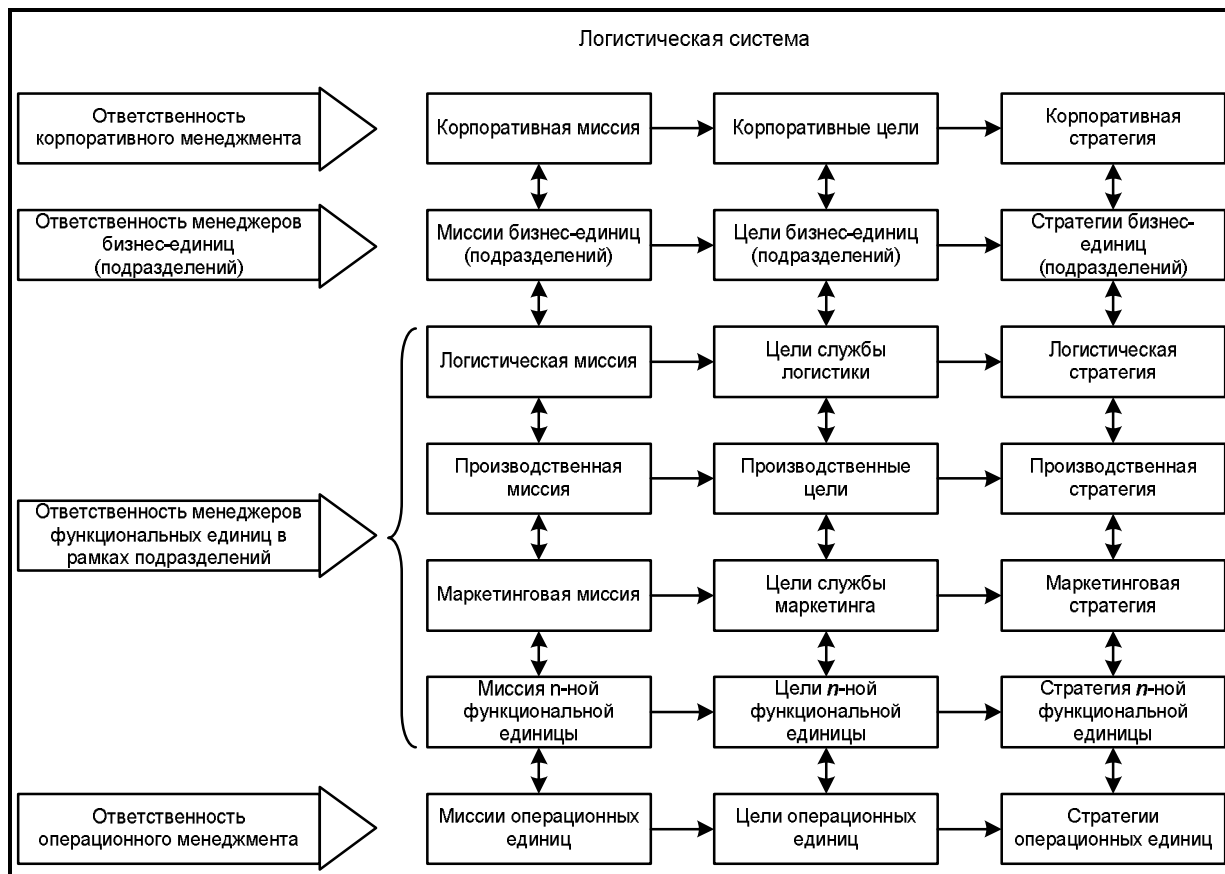 Логистическая система
Ответственность
корпоративного менеджмента
Корпоративная миссия
Корпоративные цели
Корпоративная
стратегия
Ответственность менеджеров
бизнес-единиц
(подразделений)
Миссии бизнес-единиц
(подразделений)
Цели бизнес-единиц
(подразделений)
Стратегии бизнес-
единиц
(подразделений)
Логистическая миссия
Цели службы
логистики
Логистическая
стратегия
Ответственность менеджеров
функциональных единиц в
рамках подразделений
Производственная
миссия
Производственные
цели
Производственная
стратегия
Маркетинговая миссия
Цели службы
маркетинга
Маркетинговая
стратегия
Миссия n-ной
функциональной
единицы
Цели n-ной
функциональной
единицы
Стратегия n-ной
функциональной
единицы
Ответственность
операционного менеджмента
Миссии операционных
единиц
Цели операционных
единиц
Стратегии
операционных единиц